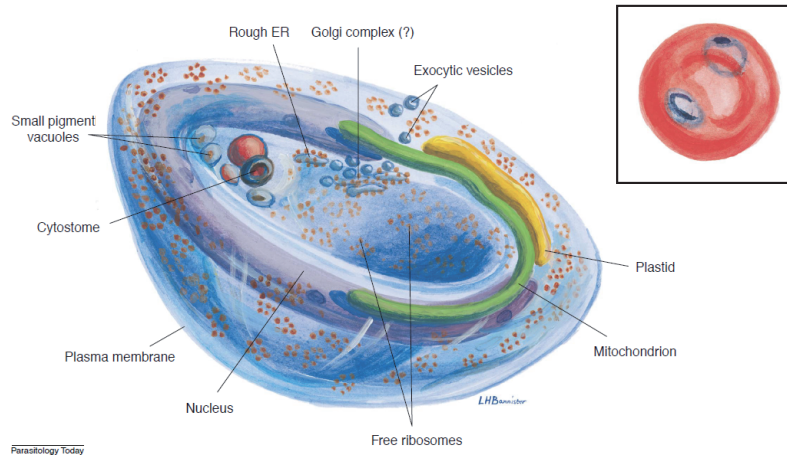 Rough ER
Golgi complex (?)
Exocytic vesicles
Small pigment
vacuoles
Cytostome
Plastid
Mitochondrion
Plasma membrane
Nucleus
LHBannister
Free ribosomes
Parasitology Today